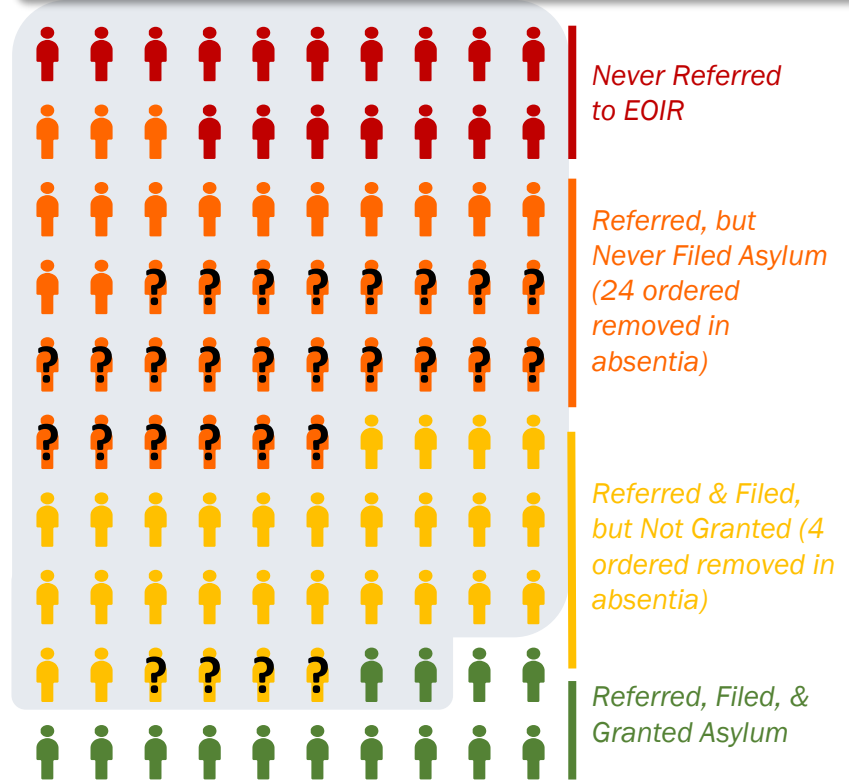 Never Referred
to EOIR
Referred, but
Never Filed Asylum
(24 ordered
removed in
absentia)
? ? ? ? ? ? ? ?
? ? ? ? ? ? ? ? ? ?
? ? ? ? ? ?
Referred & Filed,
but Not Granted (4
ordered removed in
absentia)
? ? ? ?
Referred, Filed, &
Granted Asylum